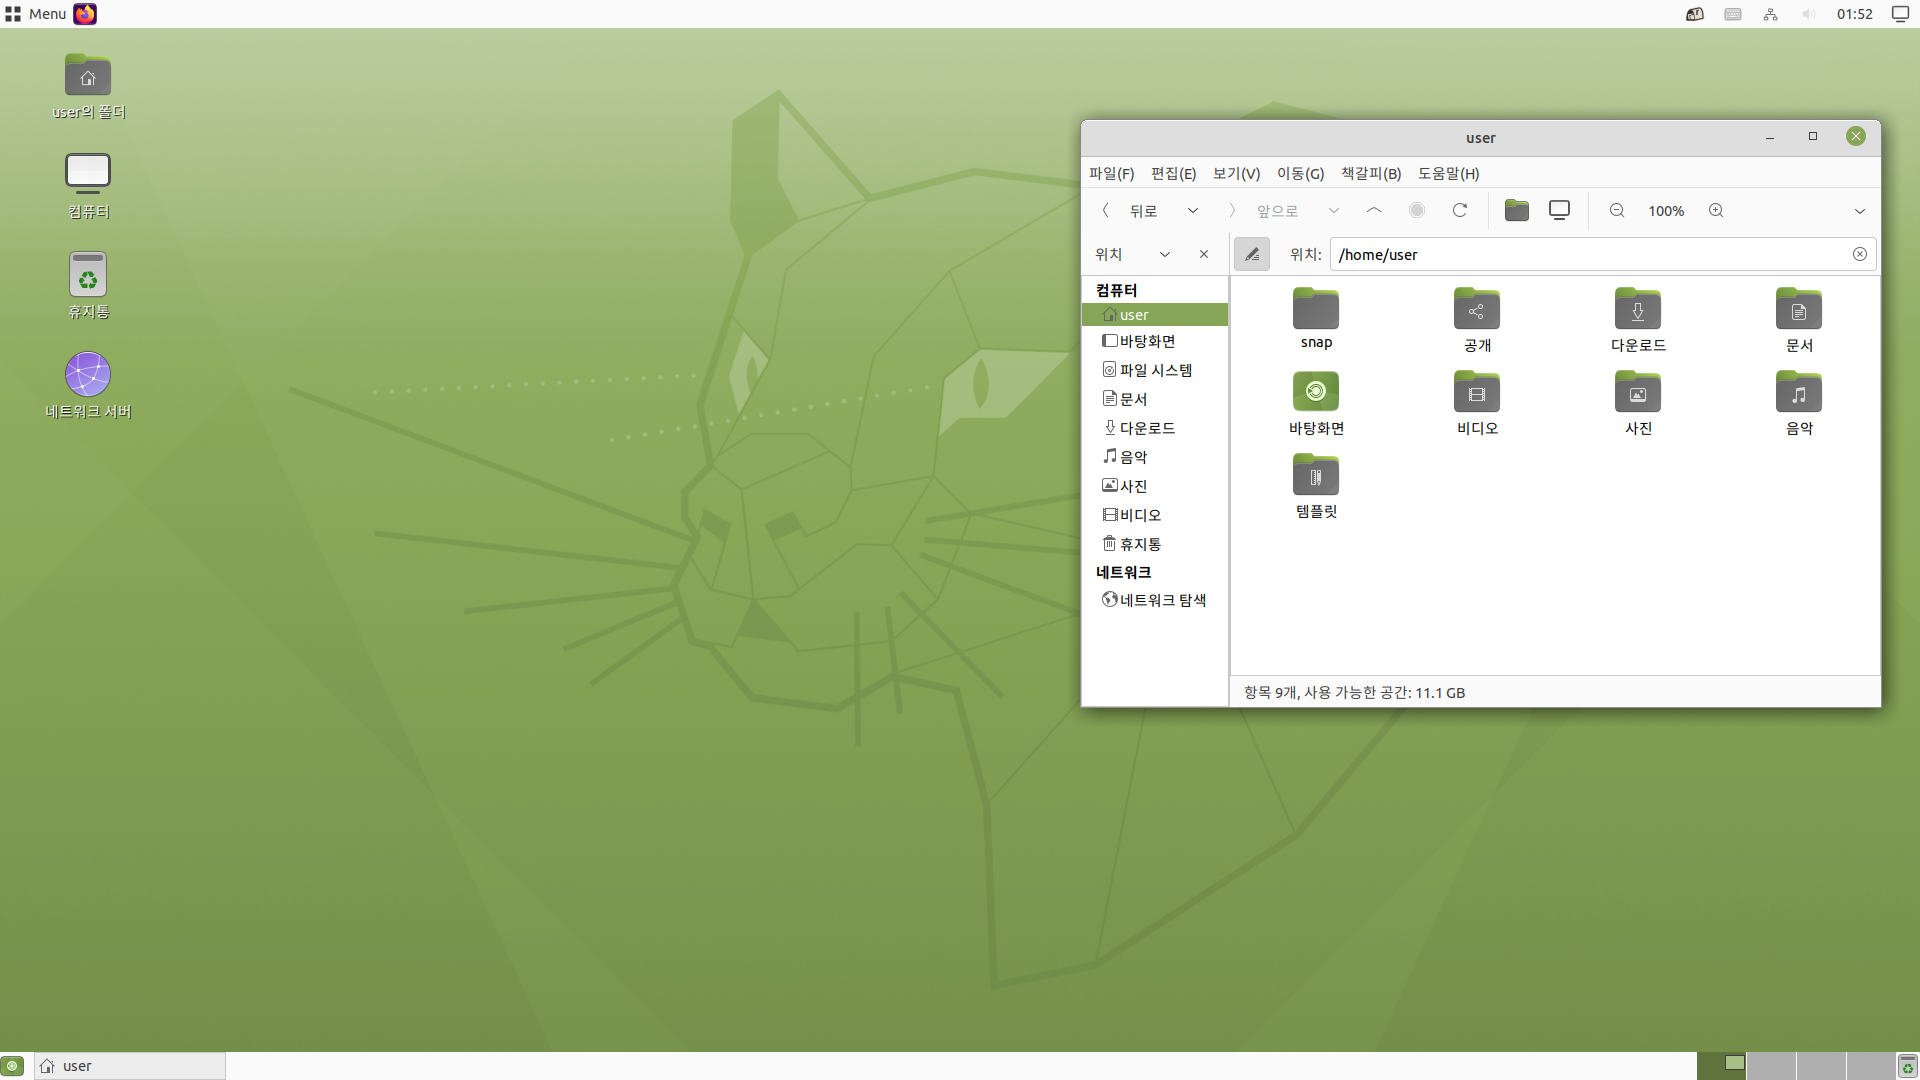 Menu
01:52
user의 폴더
컴퓨터
휴지통
네트워크 서버
user
파일(F) 편집(E) 보기(V) 이동(G) 책갈피(B) 도움말(H)
뒤로 앞으로 100%
위치 위치: /home/user
컴퓨터
user
바탕화면
파일 시스템
문서
다운로드
음악
사진
비디오
휴지통
네트워크
네트워크 탐색
snap 공개 다운로드 문서
바탕화면 비디오 사진 음악
템플릿
항목 9개, 사용 가능한 공간: 11.1 GB
user